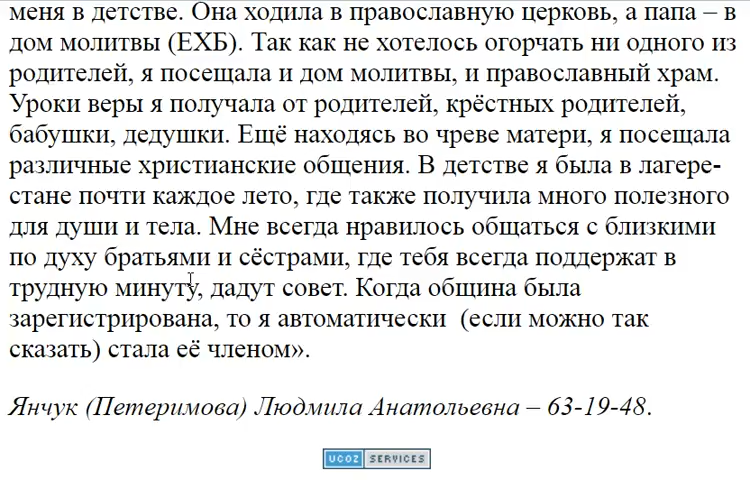 меня в детстве. Она ходила в православную церковь, а папа – в
дом молитвы (ЕХБ). Так как не хотелось огорчать ни одного из
родителей, я посещала и дом молитвы, и православный храм.
Уроки веры я получала от родителей, крёстных родителей,
бабушки, дедушки. Ещё находясь во чреве матери, я посещала
различные христианские общения. В детстве я была в лагере-
стане почти каждое лето, где также получила много полезного
для души и тела. Мне всегда нравилось общаться с близкими
по духу братьями и сёстрами, где тебя всегда поддержат в
трудную минуту, дадут совет. Когда община была
зарегистрирована, то я автоматически  (если можно так
сказать) стала её членом».
Янчук (Петеримова) Людмила Анатольевна – 63-19-48.
UCOZ SERVICES